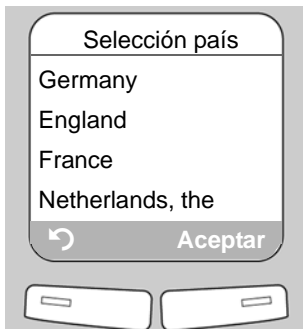 Selección país
Germany
England
France
Netherlands, the
Aceptar